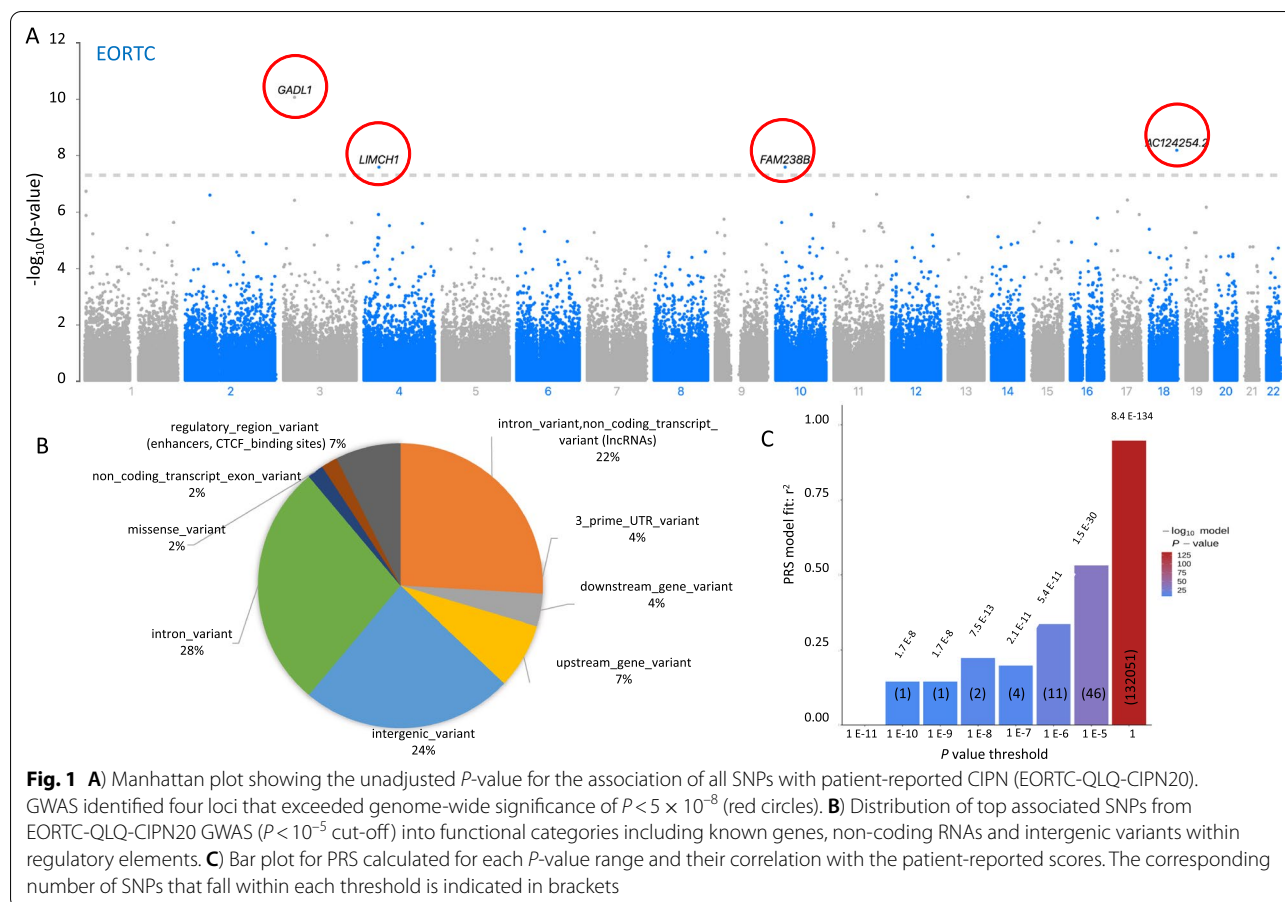 A
EORTC
12
10
8
6
4
2
0
-log10(p-value)
GADL1
LIMCH1
FAM238B
AC124254.2
1 2 3 4 5 6 7 8 9 10 11 12 13 14 15 16 17 18 19 20 21 22
B
regulatory_region_variant
(enhancers, CTCF_binding sites) 7%
non_coding_transcript_exon_variant
2%
missense_variant
2%
intron_variant
28%
intergenic_variant
24%
intron_variant,non_coding_transcript_
variant (lncRNAs)
22%
3_prime_UTR_variant
4%
downstream_gene_variant
4%
upstream_gene_variant
7%
C
1.00
0.75
0.50
0.25
0.00
PRS model fit: r2
1.7 E-8
1.7 E-8
7.5 E-13
2.1 E-11
5.4 E-11
1.5 E-30
8.4 E-134
(1) (1) (2) (4) (11) (46) (132051)
1 E-11 1 E-10 1 E-9 1 E-8 1 E-7 1 E-6 1 E-5 1
P value threshold
−log10 model
P − value
125
100
75
50
25
Fig. 1 A) Manhattan plot showing the unadjusted P-value for the association of all SNPs with patient-reported CIPN (EORTC-QLQ-CIPN20).
GWAS identified four loci that exceeded genome-wide significance of P < 5 × 10−8 (red circles). B) Distribution of top associated SNPs from
EORTC-QLQ-CIPN20 GWAS (P < 10−5 cut-off) into functional categories including known genes, non-coding RNAs and intergenic variants within
regulatory elements. C) Bar plot for PRS calculated for each P-value range and their correlation with the patient-reported scores. The corresponding
number of SNPs that fall within each threshold is indicated in brackets